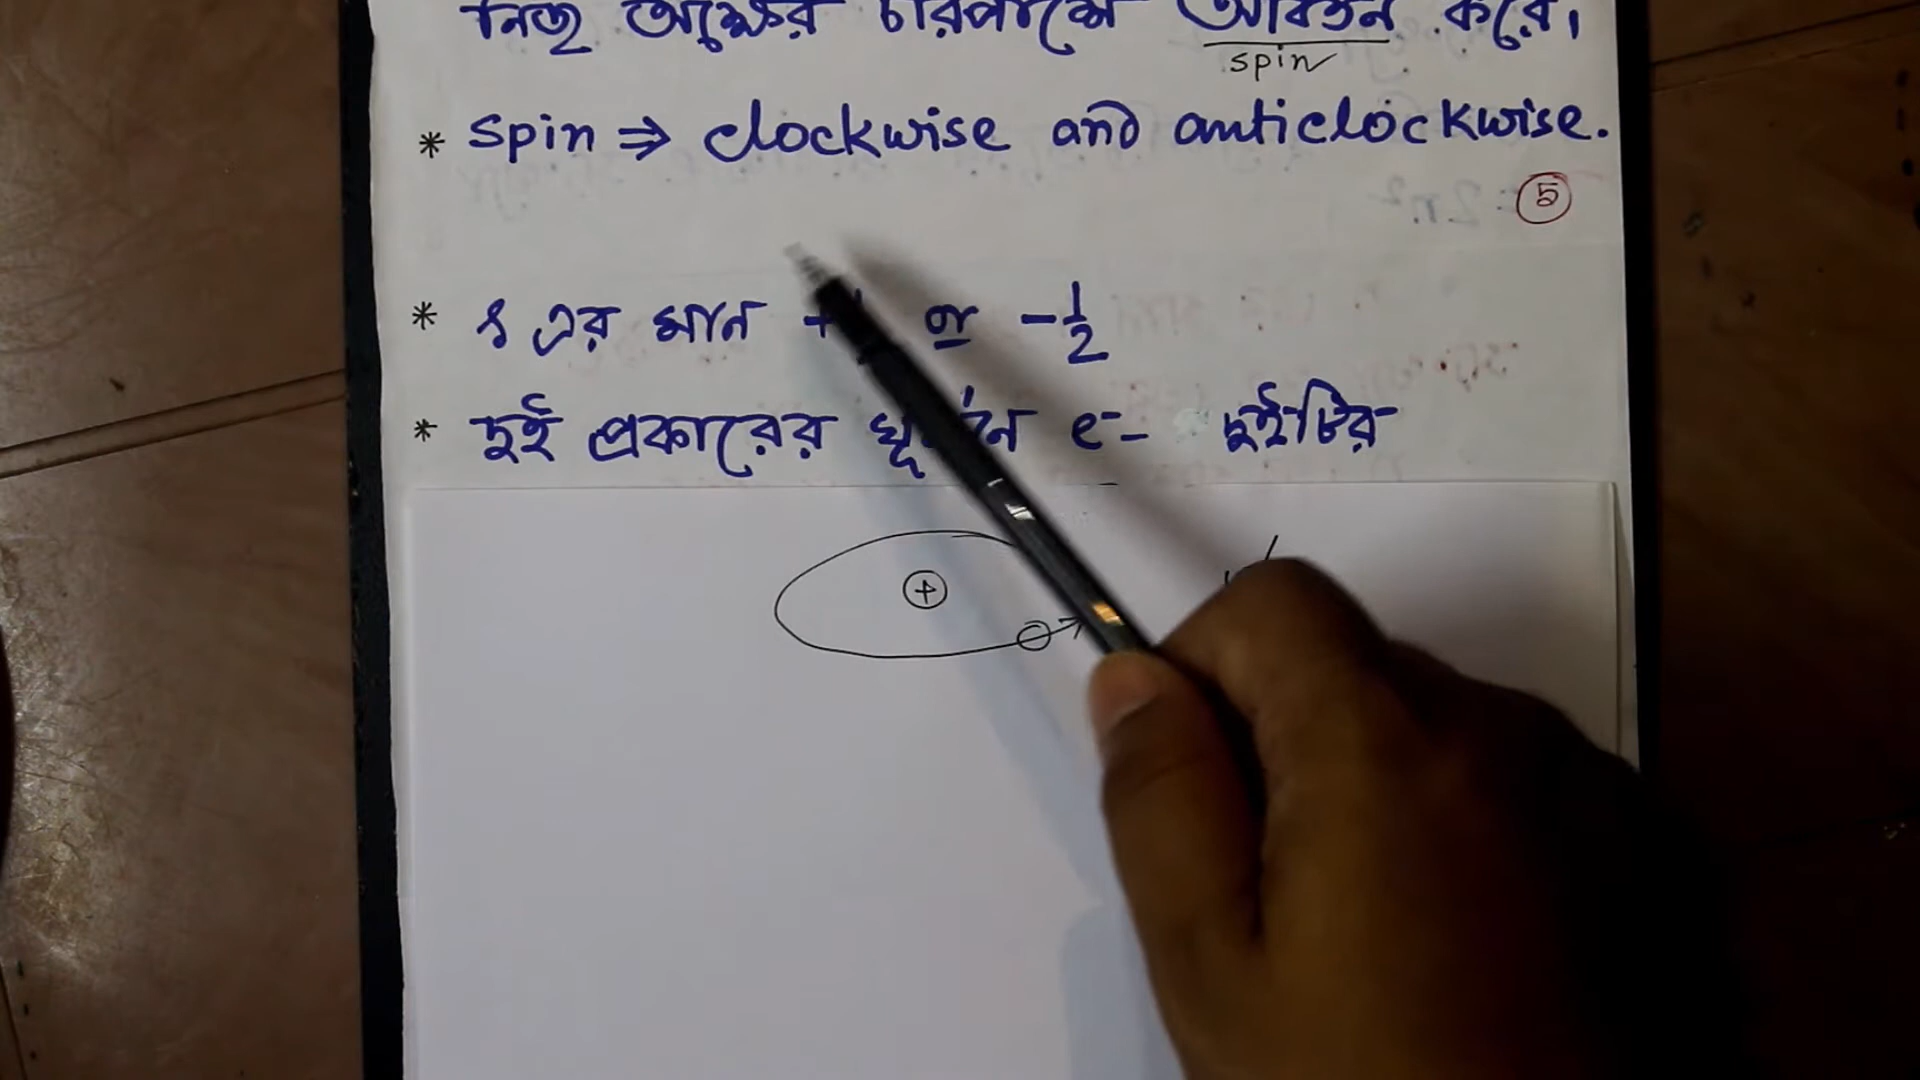 নিজ অক্ষের চারপাশে আবর্তন করে।
spin
* spin ⇒ clockwise and anticlockwise.
5
* s এর মান + or -1/2
* দুই প্রকারের e- দুইটির
+